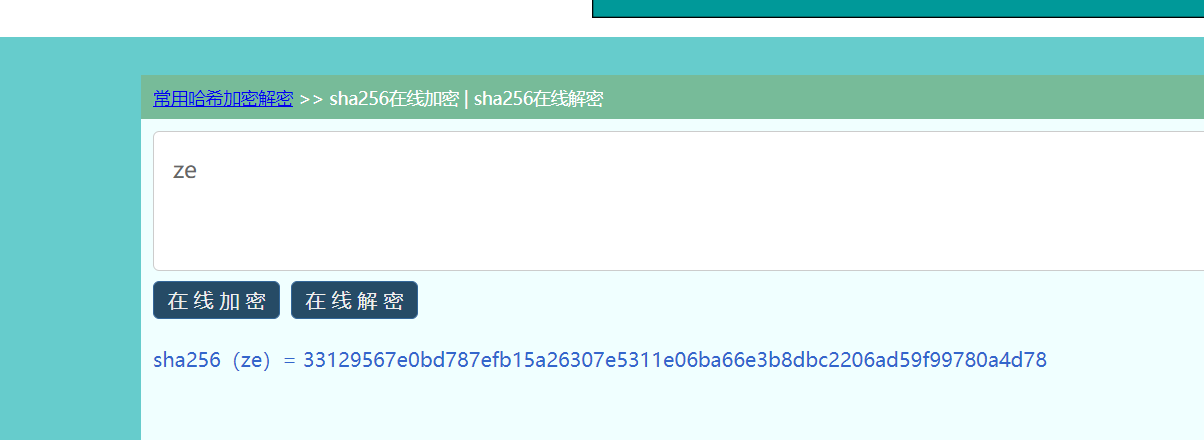 常用哈希加密解密 >> sha256在线加密 | sha256在线解密
ze
在线加密 在线解密
sha256（ze）= 33129567e0bd787efb15a26307e5311e06ba66e3b8dbc2206ad59f99780a4d78